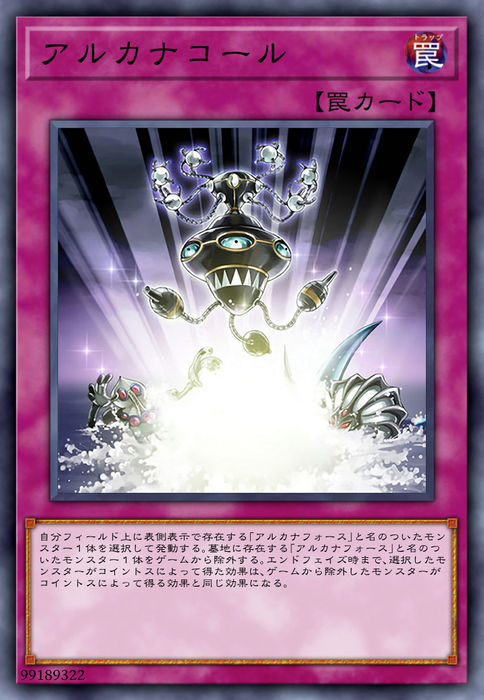 アルカナコール
トラップ
罠
【罠カード】
自分フィールド上に表側表示で存在する「アルカナフォース」と名のついたモン
スター１体を選択して発動する。墓地に存在する「アルカナフォース」と名のつ
いたモンスター１体をゲームから除外する。エンドフェイズ時まで、選択したモ
ンスターがコイントスによって得た効果は、ゲームから除外したモンスターが
コイントスによって得る効果と同じ効果になる。
99189322